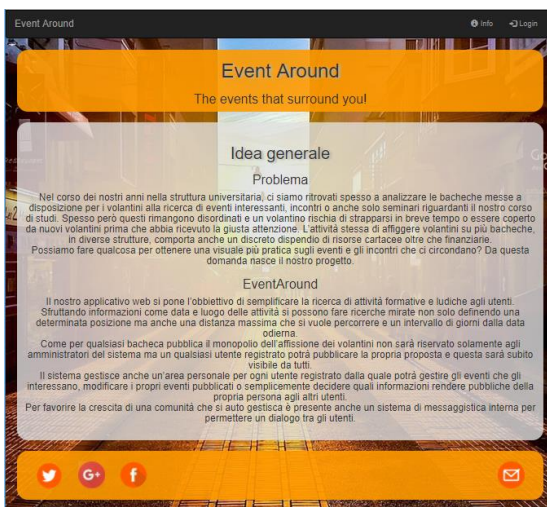 Event Around
Info
Login
Event Around
The events that surround you!
Idea generale
Problema
Nel corso dei nostri anni nella struttura universitaria, ci siamo ritrovati spesso a analizzare le bacheche messe a
disposizione per i volantini alla ricerca di eventi interessanti, incontri o anche solo seminari riguardanti il nostro corso
di studi. Spesso però questi rimangono disordinati e un volantino rischia di strapparsi in breve tempo o essere coperto
da nuovi volantini prima che abbia ricevuto la giusta attenzione. L'attività stessa di affiggere volantini su più bacheche,
in diverse strutture, comporta anche un discreto dispendio di risorse cartacee oltre che finanziarie.
Possiamo fare qualcosa per ottenere una visuale più pratica sugli eventi e gli incontri che ci circondano? Da questa
domanda nasce il nostro progetto.
EventAround
Il nostro applicativo web si pone l'obbiettivo di semplificare la ricerca di attività formative e ludiche agli utenti.
Sfruttando informazioni come data e luogo delle attività si possono fare ricerche mirate non solo definendo una
determinata posizione ma anche una distanza massima che si vuole percorrere e un intervallo di giorni dalla data
odierna.
Come per qualsiasi bacheca pubblica il monopolio dell'affissione dei volantini non sarà riservato solamente agli
amministratori del sistema ma un qualsiasi utente registrato potrà pubblicare la propria proposta e questa sarà subito
visibile da tutti.
Il sistema gestisce anche un'area personale per ogni utente registrato dalla quale potrà gestire gli eventi che gli
interessano, modificare i propri eventi pubblicati o semplicemente decidere quali informazioni rendere pubbliche della
propria persona agli altri utenti.
Per favorire la crescita di una comunità che si auto gestisca è presente anche un sistema di messaggistica interna per
permettere un dialogo tra gli utenti.
G+